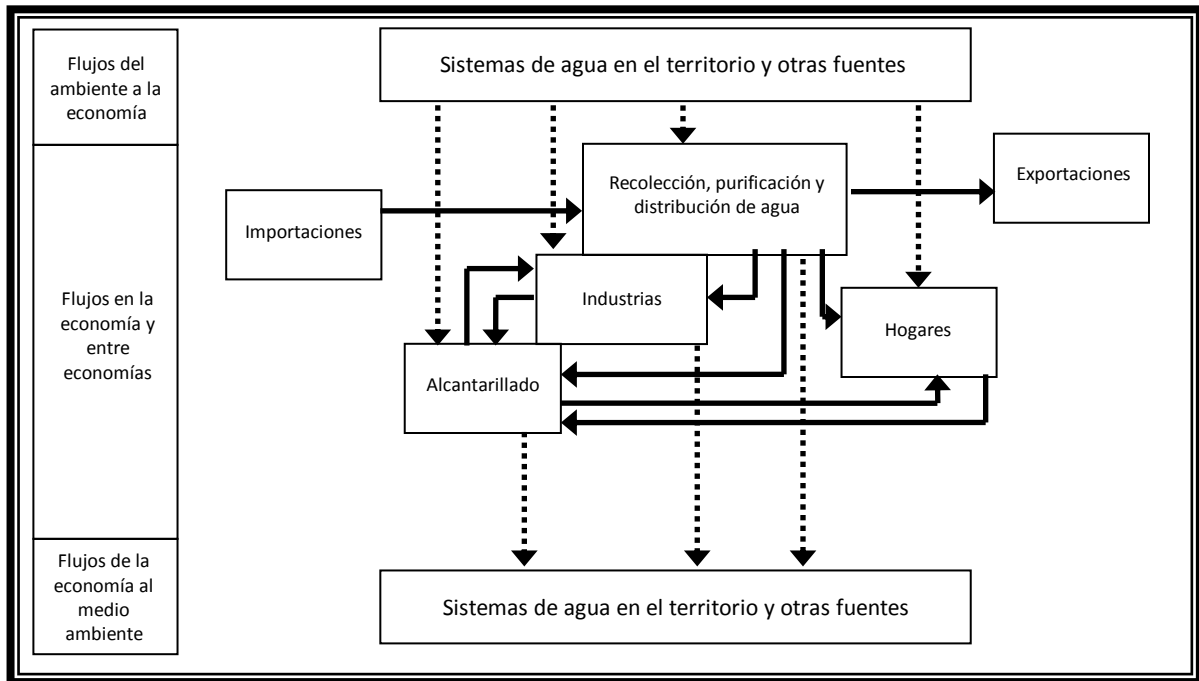 Flujos del
ambiente a la
economía
Sistemas de agua en el territorio y otras fuentes
Flujos en la
economía y
entre
economías
Importaciones
Recolección, purificación y
distribución de agua
Exportaciones
Industrias
Hogares
Alcantarillado
Flujos de la
economía al
medio
ambiente
Sistemas de agua en el territorio y otras fuentes